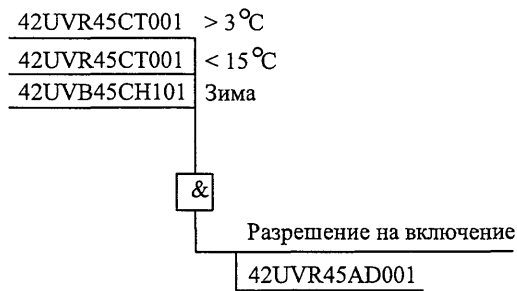 42UVR45CT001 > 3°C
42UVR45CT001 < 15°C
42UVB45CH101 Зима
&
Разрешение на включение
42UVR45AD001